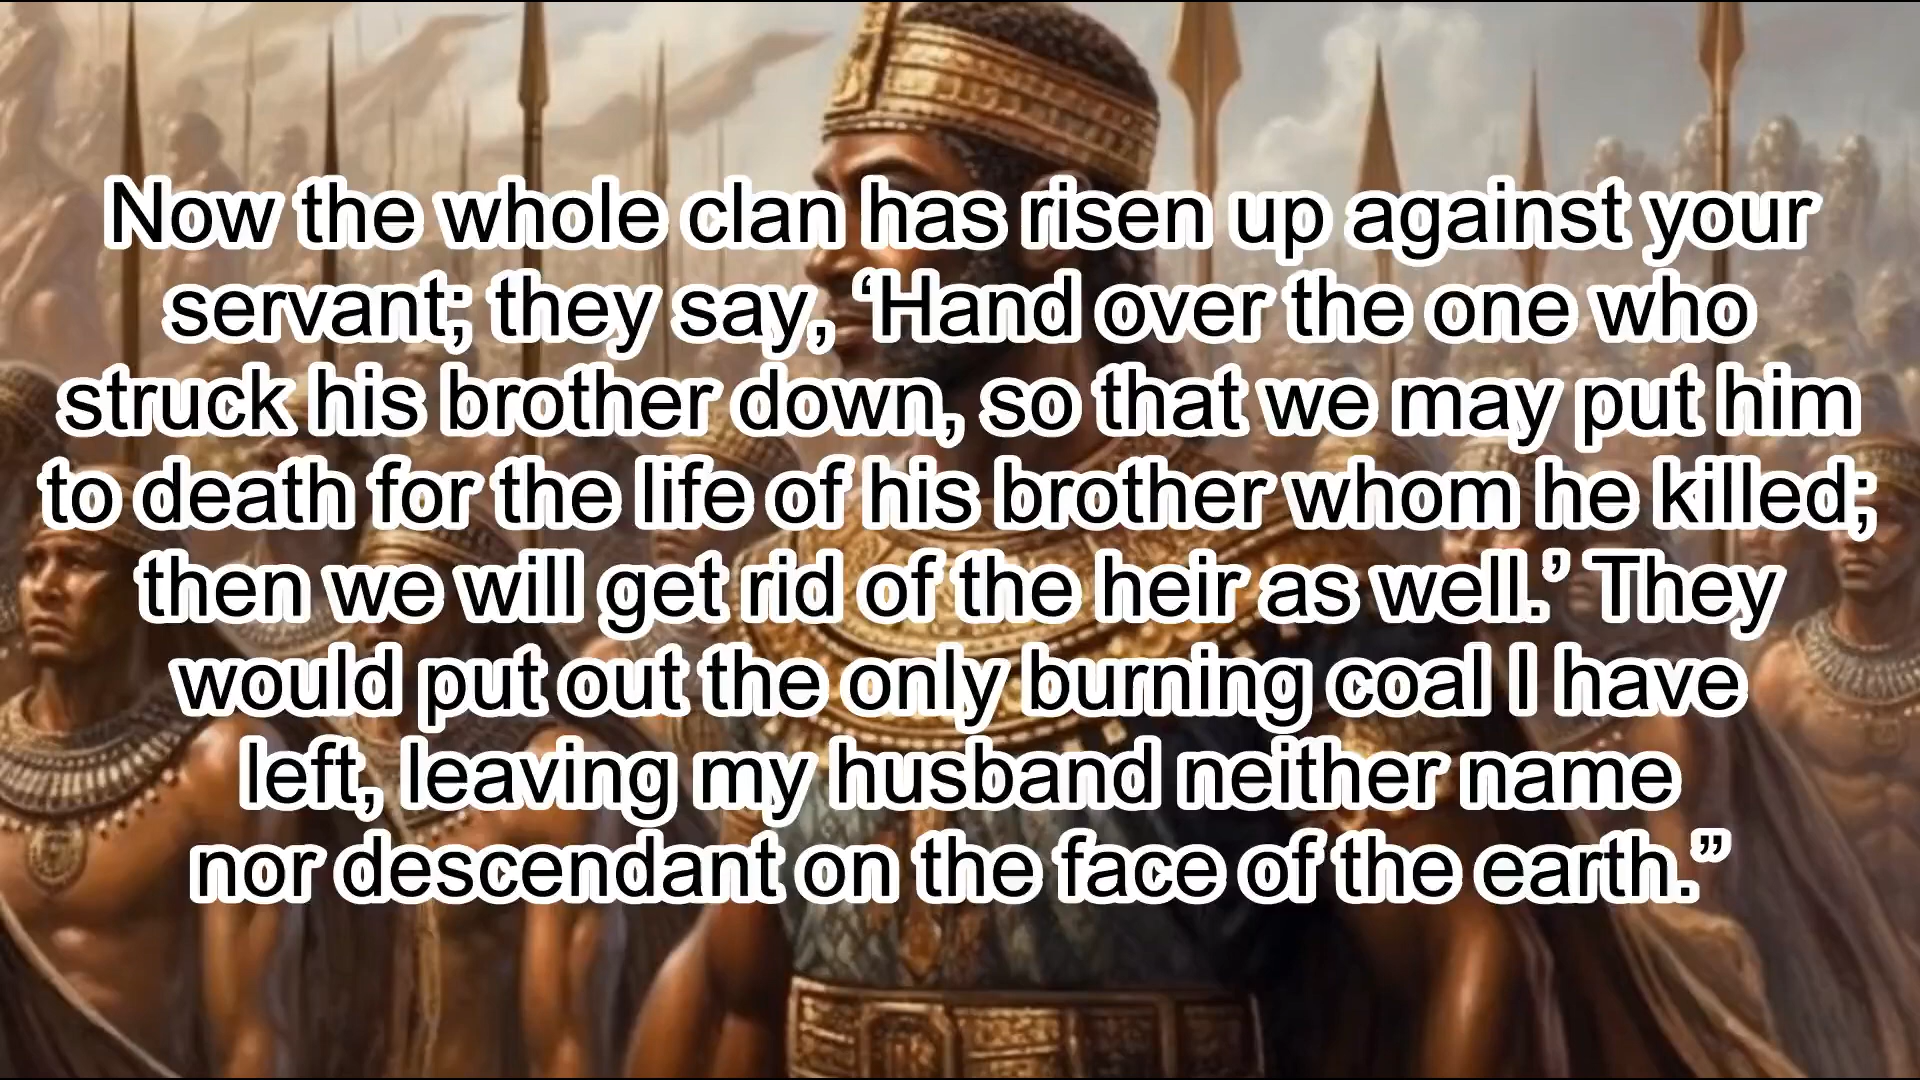 Now the whole clan has risen up against your
servant; they say, ‘Hand over the one who
struck his brother down, so that we may put him
to death for the life of his brother whom he killed;
then we will get rid of the heir as well.’ They
would put out the only burning coal I have
left, leaving my husband neither name
nor descendant on the face of the earth.”